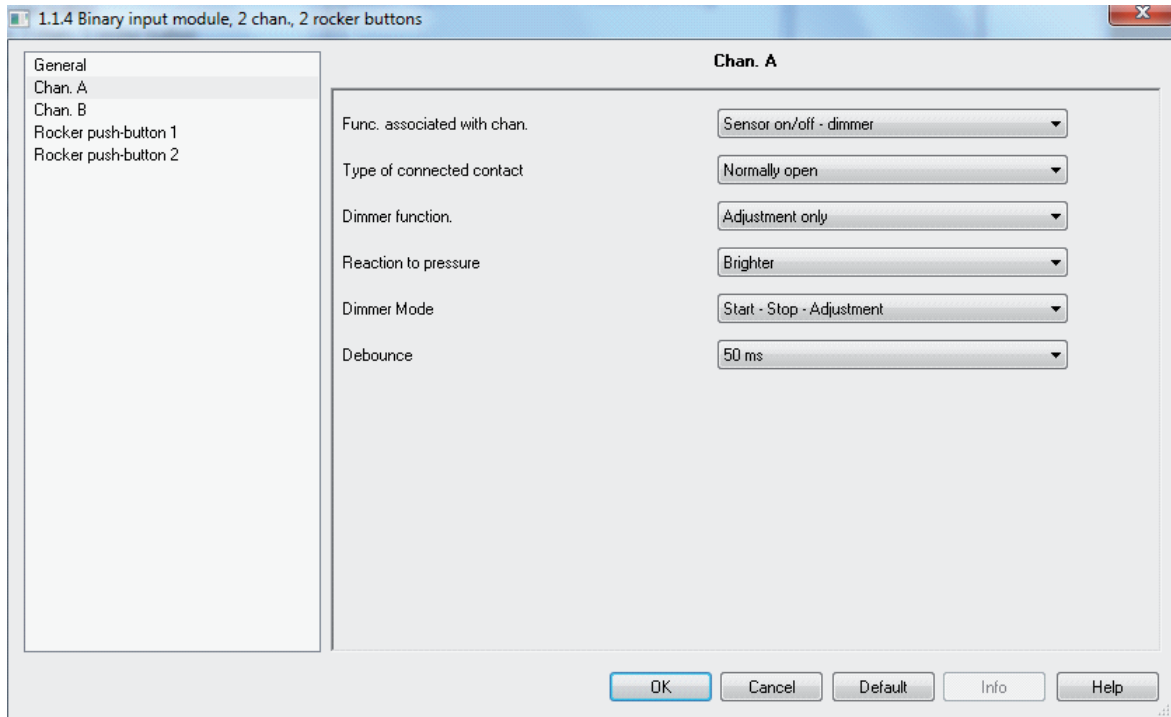 1.1.4 Binary input module, 2 chan., 2 rocker buttons
General
Chan. A
Chan. B
Rocker push-button 1
Rocker push-button 2
Chan. A
Func. associated with chan. Sensor on/off - dimmer
Type of connected contact Normally open
Dimmer function. Adjustment only
Reaction to pressure Brighter
Dimmer Mode Start - Stop - Adjustment
Debounce 50 ms
OK Cancel Default Info Help